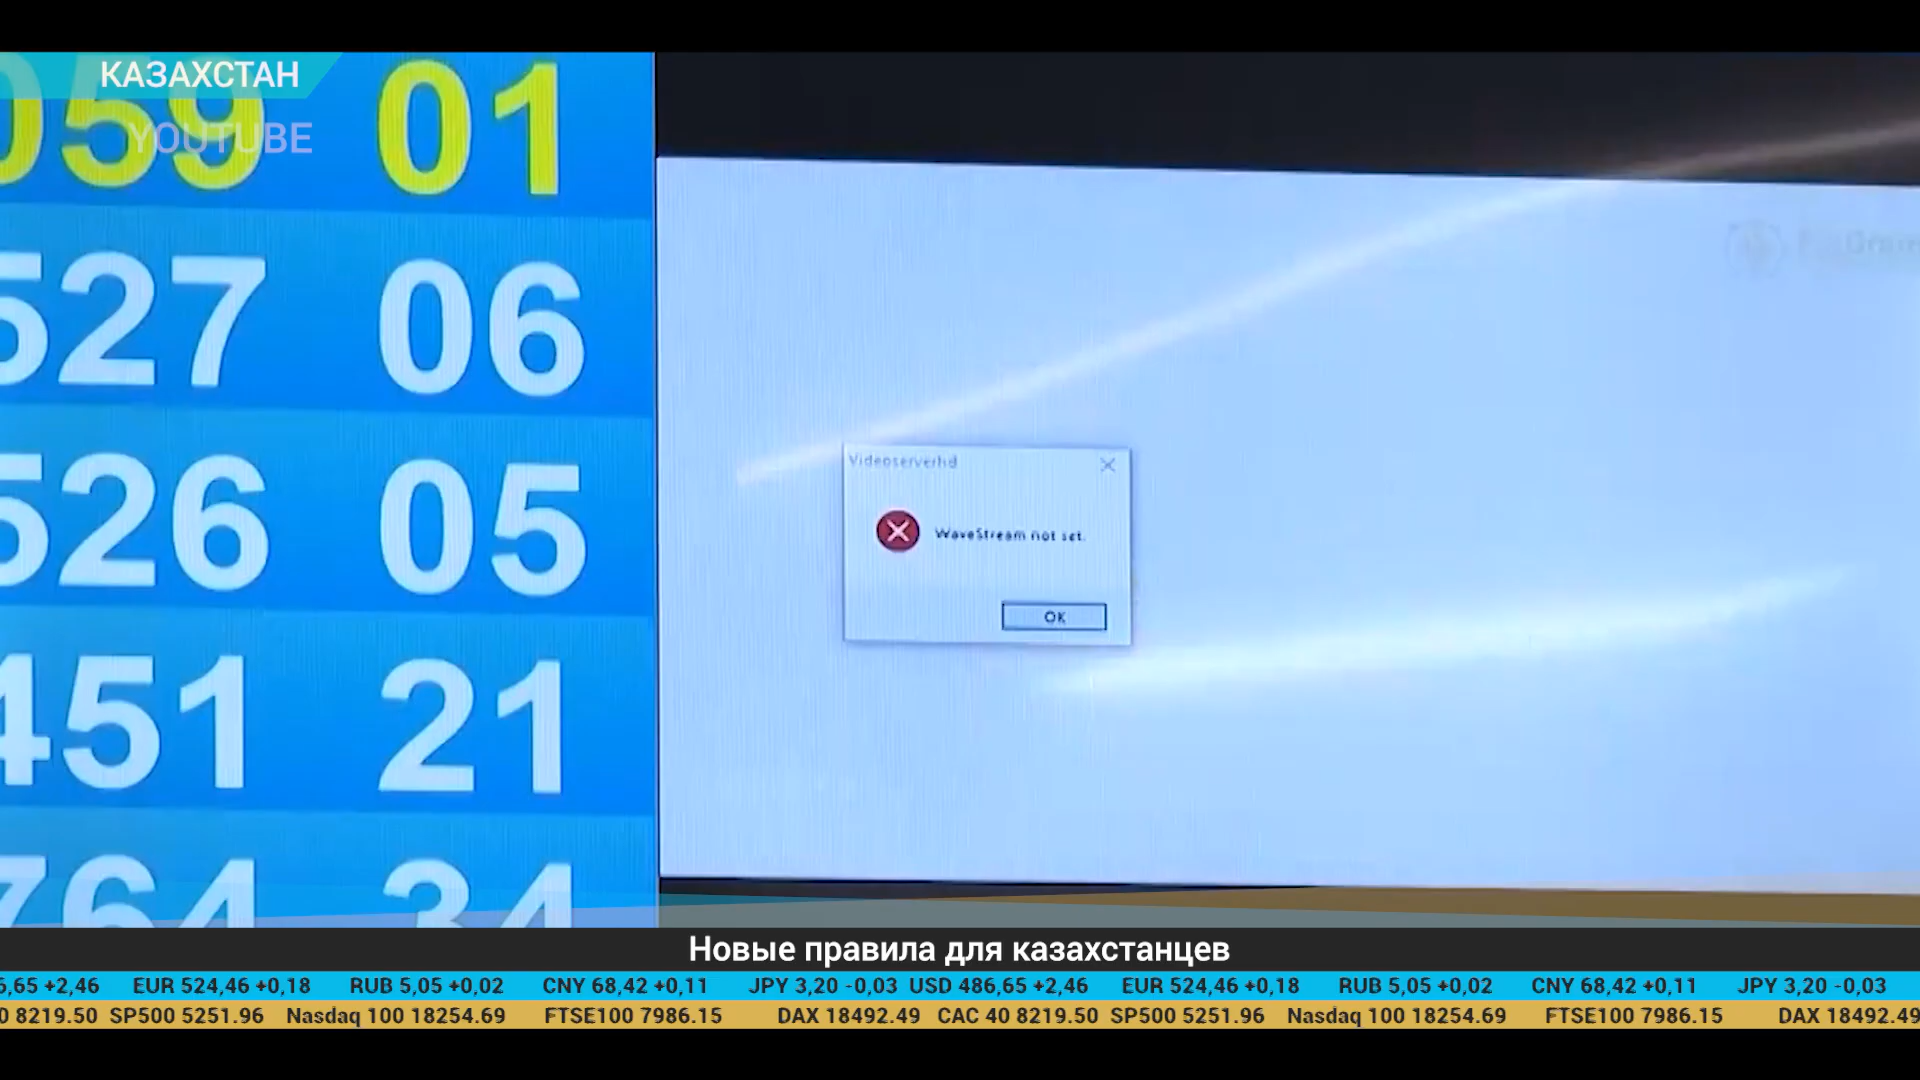 КАЗАХСТАН
YOUTUBE
059 01
527 06
526 05
451 21
764 34
Videoserverhd
WaveStream not set.
OK
Новые правила для казахстанцев
6,65 +2,46 EUR 524,46 +0,18 RUB 5,05 +0,02 CNY 68,42 +0,11 JPY 3,20 -0,03 USD 486,65 +2,46 EUR 524,46 +0,18 RUB 5,05 +0,02 CNY 68,42 +0,11 JPY 3,20 -0,03
0 8219.50 SP500 5251.96 Nasdaq 100 18254.69 FTSE100 7986.15 DAX 18492.49 CAC 40 8219.50 SP500 5251.96 Nasdaq 100 18254.69 FTSE100 7986.15 DAX 18492.49